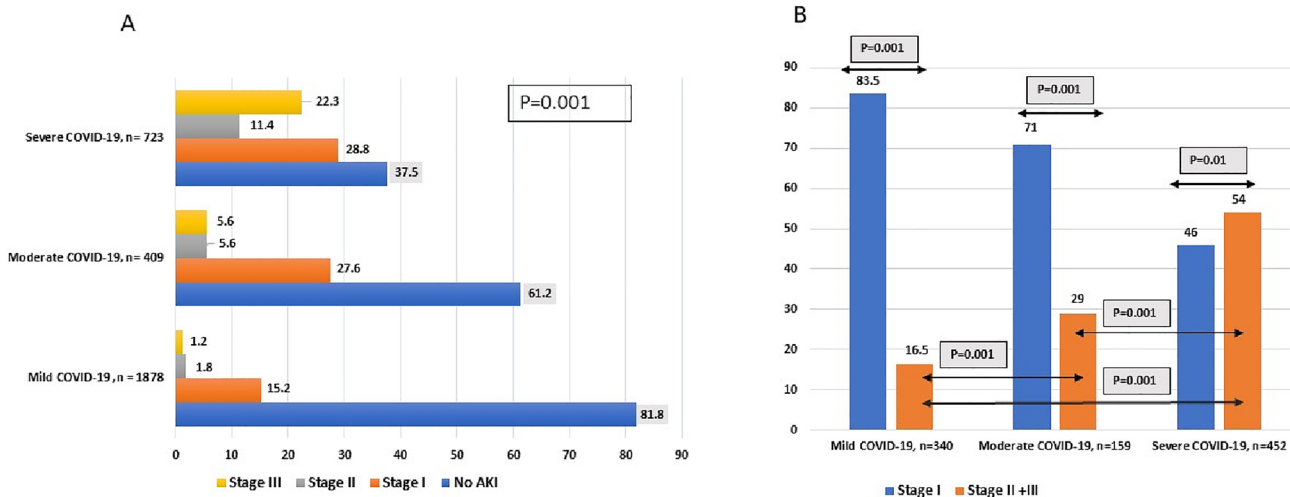 A
P=0.001
Severe COVID-19, n= 723
22.3
11.4
28.8
37.5
Moderate COVID-19, n= 409
5.6
5.6
27.6
61.2
Mild COVID-19, n = 1878
1.2
1.8
15.2
81.8
0 10 20 30 40 50 60 70 80 90
Stage III Stage II Stage I No AKI
B
P=0.001
P=0.001
P=0.01
90
80
70
60
50
40
30
20
10
0
83.5
16.5
71
29
46
54
P=0.001
P=0.001
P=0.001
Mild COVID-19, n=340 Moderate COVID-19, n=159 Severe COVID-19, n=452
Stage I Stage II +III